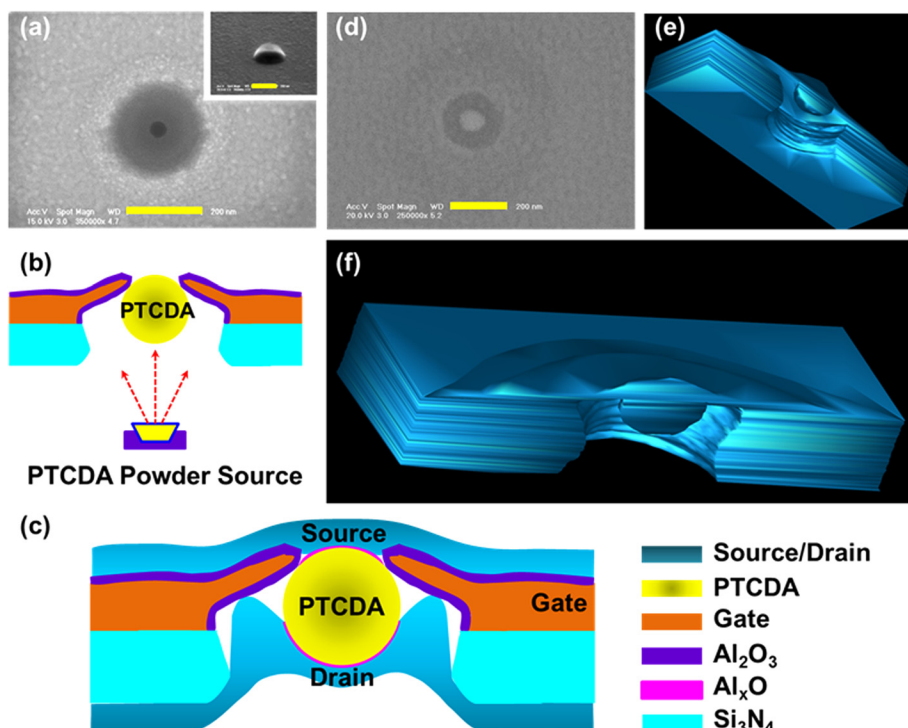 (a)
Acc.V Spot Magn WD
15.0 kV 3.0 350000x 4.7
200 nm
(d)
Acc.V Spot Magn WD
20.0 kV 3.0 250000x 5.2
200 nm
(e)
(b)
PTCDA
PTCDA Powder Source
(f)
(c)
Source
PTCDA
Drain
Gate
Source/Drain
PTCDA
Gate
Al₂O₃
AlₓO
Si₃N₄